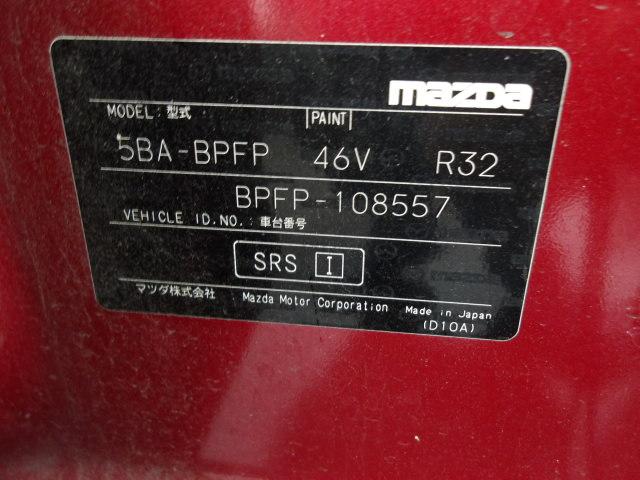 mazda
MODEL : 型式 |PAINT|
5BA-BPFP 46V R32
BPFP-108557
VEHICLE ID.NO. : 車台番号
SRS I
マツダ株式会社 Mazda Motor Corporation Made in Japan
(D10A)